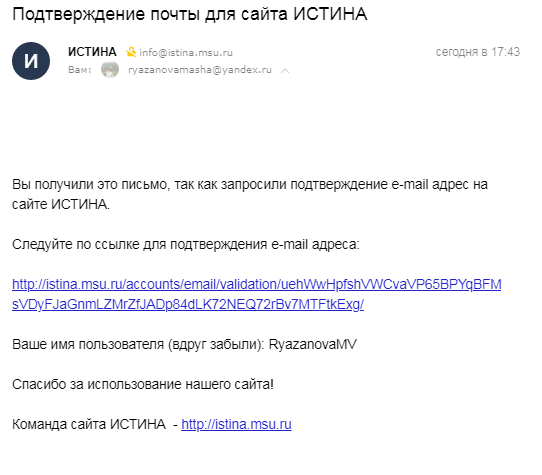 Подтверждение почты для сайта ИСТИНА
И
ИСТИНА info@istina.msu.ru сегодня в 17:43
Вам: ryazanovamasha@yandex.ru
Вы получили это письмо, так как запросили подтверждение e-mail адрес на
сайте ИСТИНА.
Следуйте по ссылке для подтверждения e-mail адреса:
http://istina.msu.ru/accounts/email/validation/uehWwHpfshVWCvaVP65BPYqBFM
sVDyFJaGnmLZMrZfJADp84dLK72NEQ72rBv7MTFtkExg/
Ваше имя пользователя (вдруг забыли): RyazanovaMV
Спасибо за использование нашего сайта!
Команда сайта ИСТИНА - http://istina.msu.ru